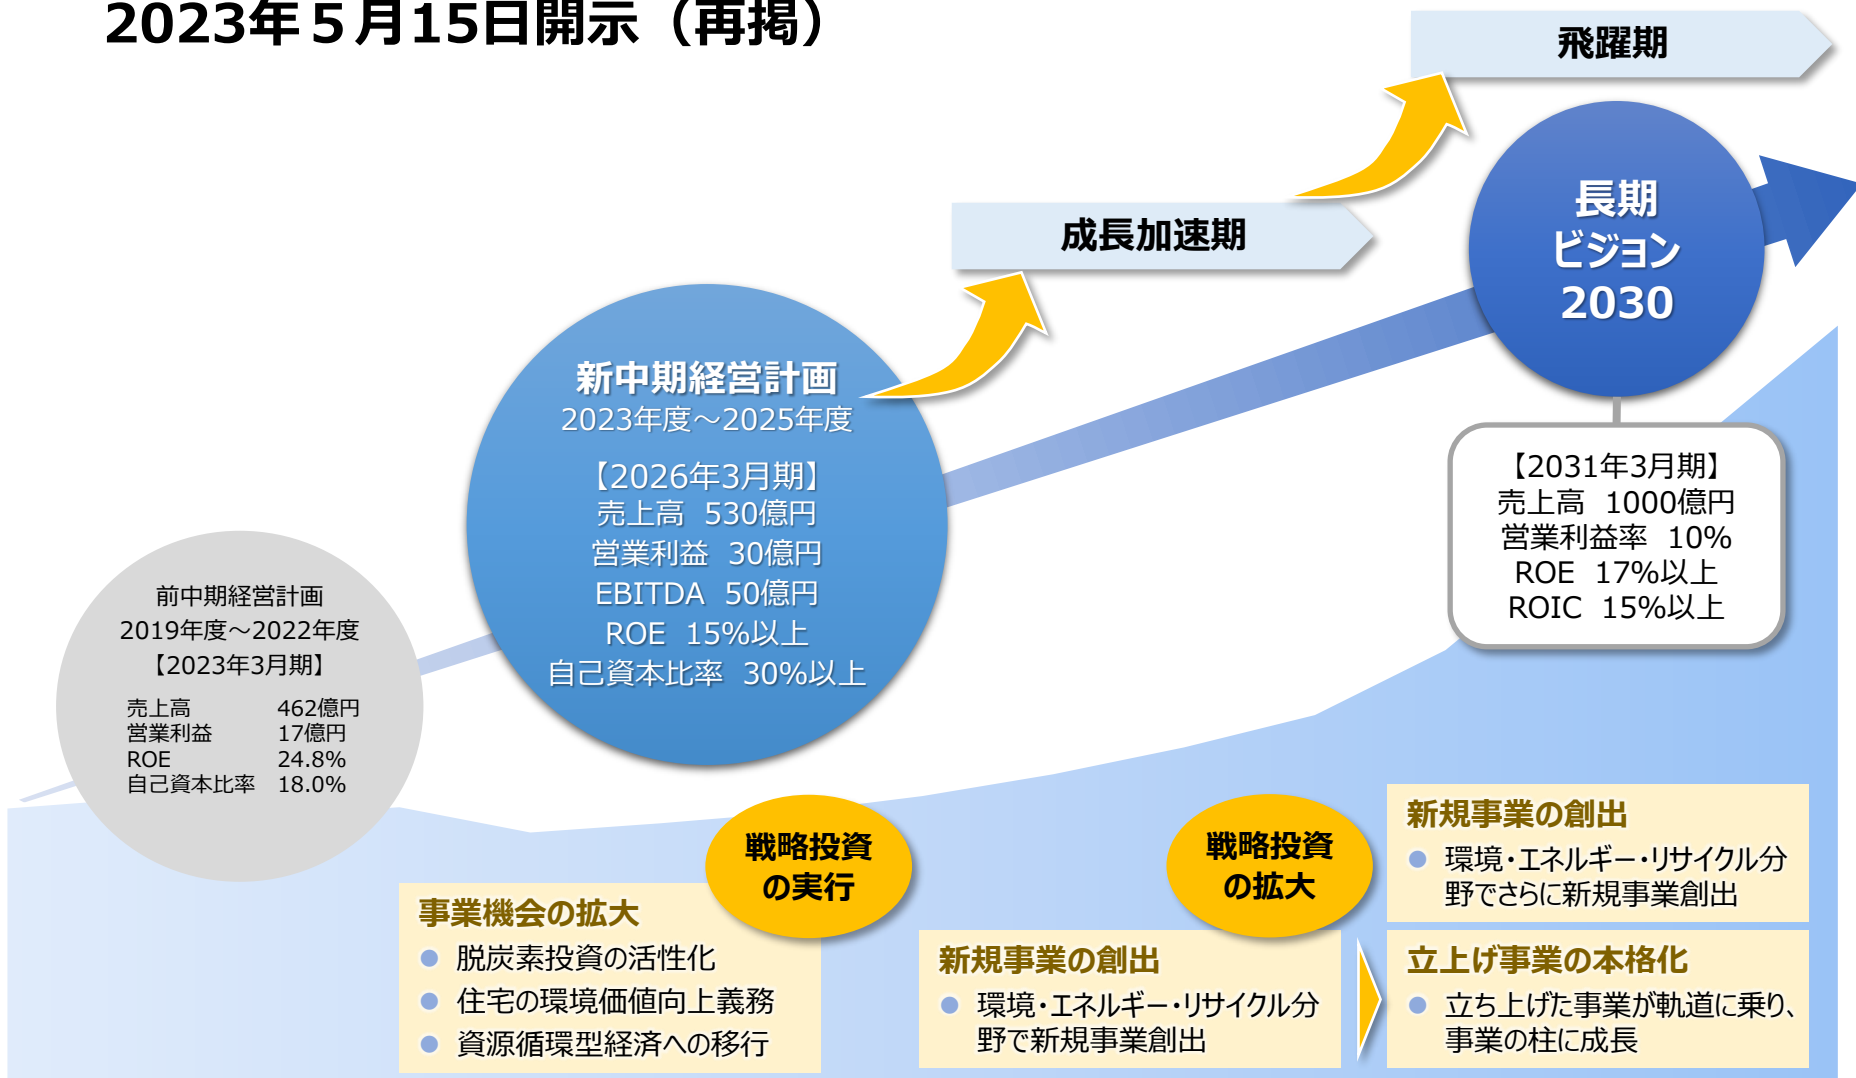 2023年５月15日開示（再掲）
飛躍期
成長加速期
長期
ビジョン
2030
【2031年3月期】
売上高 1000億円
営業利益率 10%
ROE 17%以上
ROIC 15%以上
新中期経営計画
2023年度～2025年度
【2026年3月期】
売上高 530億円
営業利益 30億円
EBITDA 50億円
ROE 15%以上
自己資本比率 30%以上
前中期経営計画
2019年度～2022年度
【2023年3月期】
売上高 462億円
営業利益 17億円
ROE 24.8%
自己資本比率 18.0%
戦略投資
の実行
事業機会の拡大
● 脱炭素投資の活性化
● 住宅の環境価値向上義務
● 資源循環型経済への移行
戦略投資
の拡大
新規事業の創出
● 環境・エネルギー・リサイクル分
野で新規事業創出
新規事業の創出
● 環境・エネルギー・リサイクル分
野でさらに新規事業創出
立上げ事業の本格化
● 立ち上げた事業が軌道に乗り、
事業の柱に成長